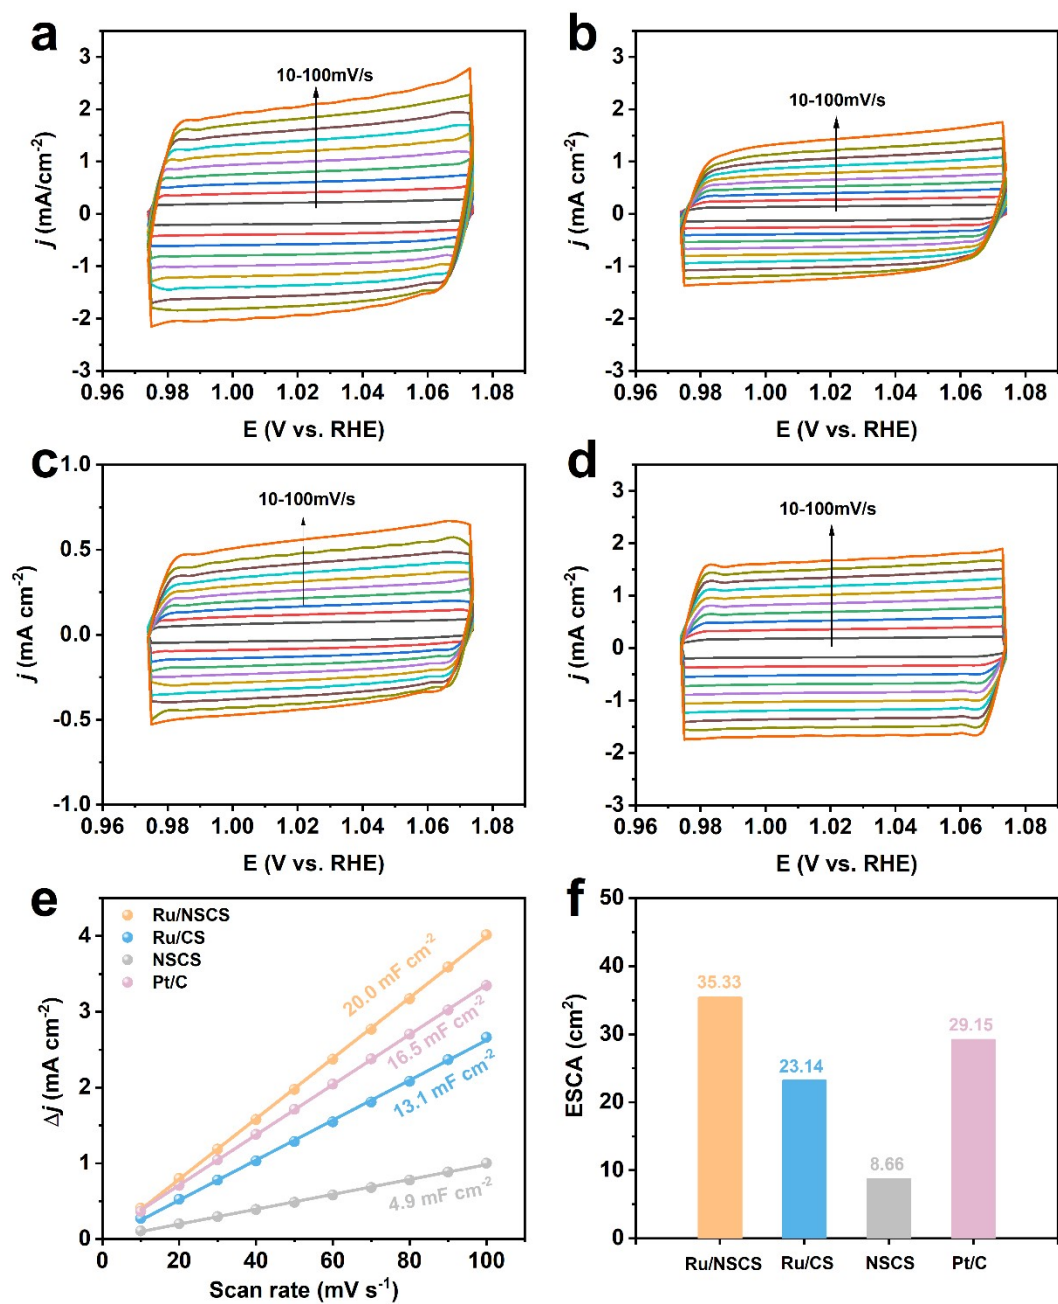 a
10-100mV/s
3
2
1
0
-1
-2
-3
j (mA/cm⁻²)
0.96 0.98 1.00 1.02 1.04 1.06 1.08
E (V vs. RHE)
b
10-100mV/s
3
2
1
0
-1
-2
-3
j (mA cm⁻²)
0.96 0.98 1.00 1.02 1.04 1.06 1.08
E (V vs. RHE)
c
10-100mV/s
1.0
0.5
0.0
-0.5
-1.0
j (mA cm⁻²)
0.96 0.98 1.00 1.02 1.04 1.06 1.08
E (V vs. RHE)
d
10-100mV/s
3
2
1
0
-1
-2
-3
j (mA cm⁻²)
0.96 0.98 1.00 1.02 1.04 1.06 1.08
E (V vs. RHE)
e
Ru/NSCS
Ru/CS
NSCS
Pt/C
20.0 mF cm⁻²
16.5 mF cm⁻²
13.1 mF cm⁻²
4.9 mF cm⁻²
4
3
2
1
0
Δj (mA cm⁻²)
20 40 60 80 100
Scan rate (mV s⁻¹)
f
50
40
30
20
10
0
ESCA (cm²)
35.33
23.14
8.66
29.15
Ru/NSCS Ru/CS NSCS Pt/C